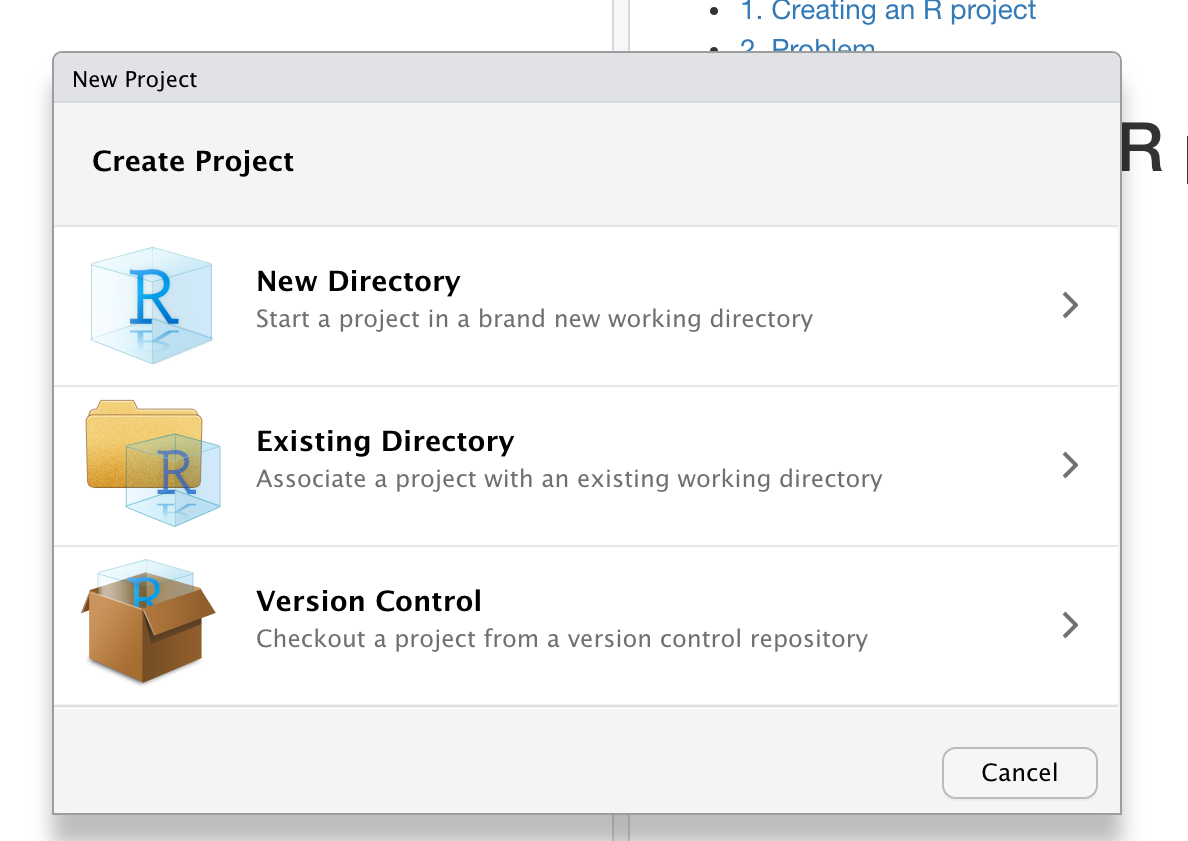 1. Creating an R project
2. Problem
New Project
Create Project
R
R
New Directory
Start a project in a brand new working directory
R
Existing Directory
Associate a project with an existing working directory
R
Version Control
Checkout a project from a version control repository
Cancel